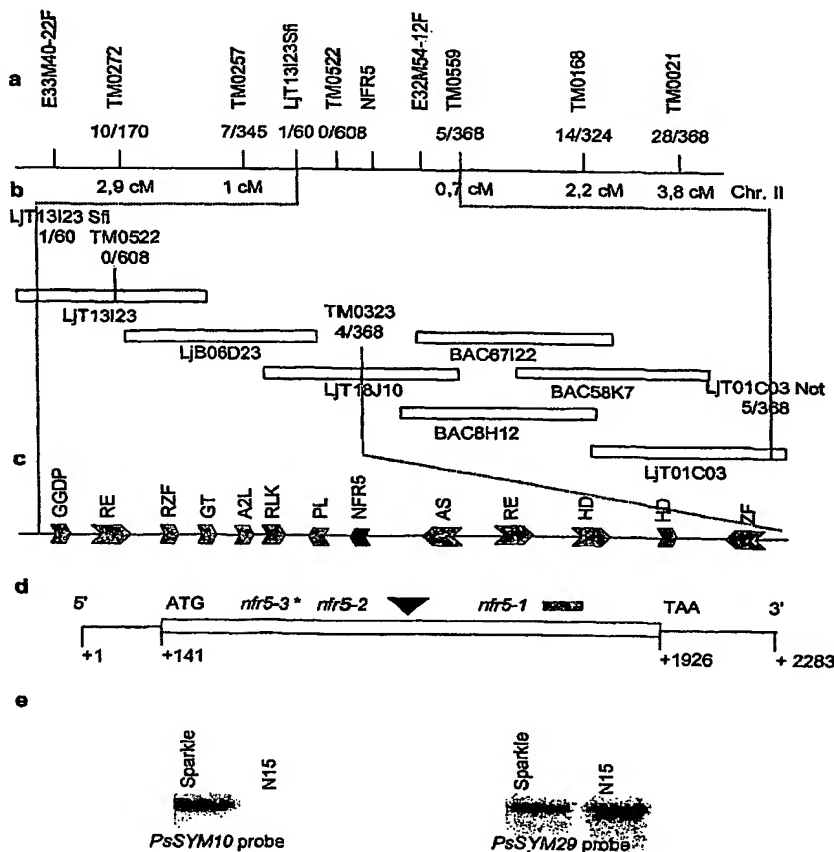 a
E33M40-22F TM0272 TM0257 LjT13I23Sfi TM0522 NFR5 E32M54-12F TM0559 TM0168 TM0021
10/170 7/345 1/60 0/608 5/368 14/324 28/368
2,9 cM 1 cM 0,7 cM 2,2 cM 3,8 cM Chr. II
b
LjT13I23 Sfi
1/60 TM0522
0/608
LjT13I23
LjB06D23
TM0323
4/368
LjT18J10
BAC67I22
BAC58K7
BAC8H12
LjT01C03 Not
5/368
LjT01C03
c
GGDP RE RZF GT A2L RLK PL NFR5 AS RE HD HD ZF
d
5' ATG nfr5-3 * nfr5-2 nfr5-1 TAA 3'
+1 +141 +1926 + 2283
e
Sparkle N15
PsSYM10 probe
Sparkle N15
PsSYM29 probe